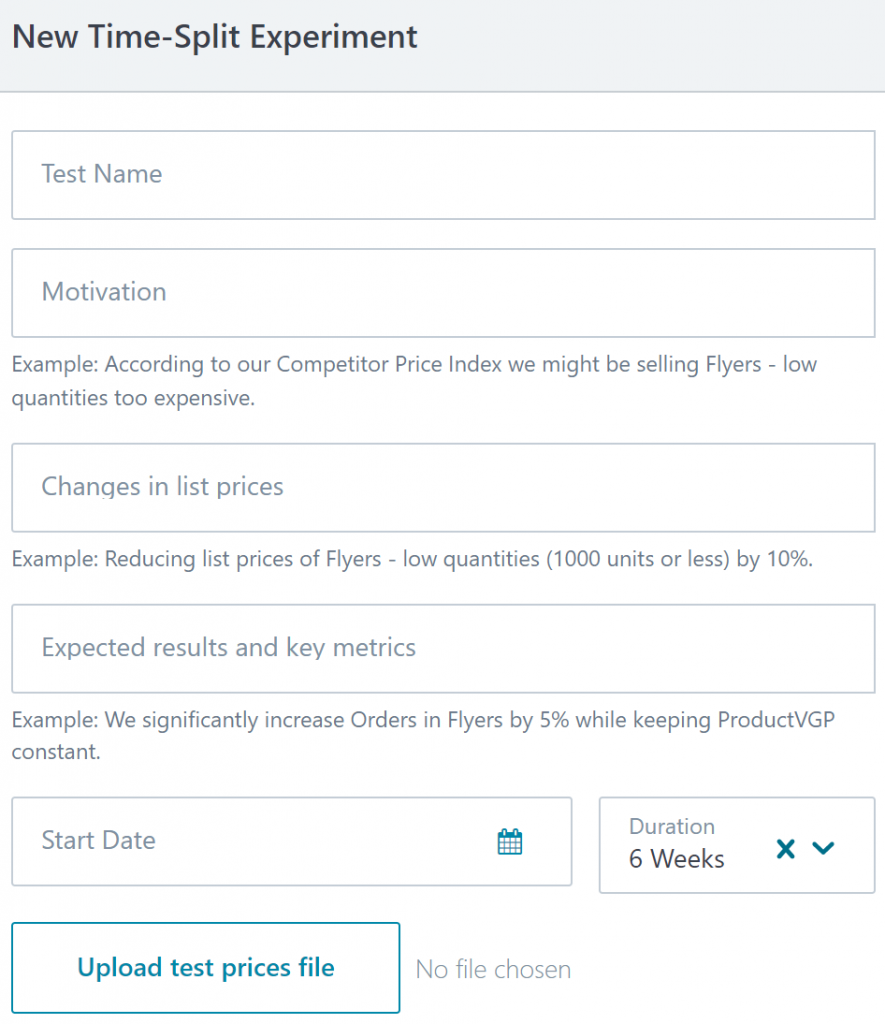 New Time-Split Experiment
Test Name
Motivation
Example: According to our Competitor Price Index we might be selling Flyers - low
quantities too expensive.
Changes in list prices
Example: Reducing list prices of Flyers - low quantities (1000 units or less) by 10%.
Expected results and key metrics
Example: We significantly increase Orders in Flyers by 5% while keeping ProductVGP
constant.
Start Date
Duration
6 Weeks
Upload test prices file
No file chosen